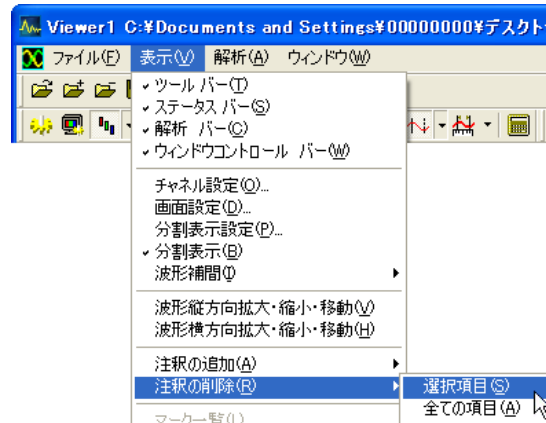 Viewer1 C:¥Documents and Settings¥00000000¥デスクト
ファイル(F) 表示(V) 解析(A) ウィンドウ(W)
ツール バー(T)
ステータス バー(S)
解析 バー(C)
ウィンドウコントロール バー(W)
チャネル設定(O)...
画面設定(D)...
分割表示設定(P)...
分割表示(B)
波形補間(I)
波形縦方向拡大・縮小・移動(V)
波形横方向拡大・縮小・移動(H)
注釈の追加(A)
注釈の削除(R) 選択項目(S)
全ての項目(A)
マーク一覧(L)